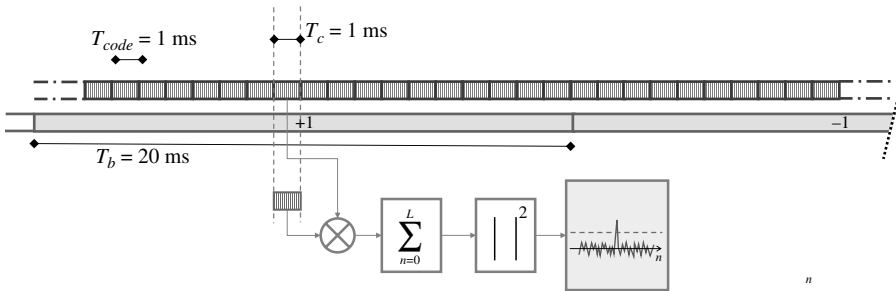 T_c = 1 ms
T_code = 1 ms
+1
–1
T_b = 20 ms
L
∑
n=0
| |²
n
n